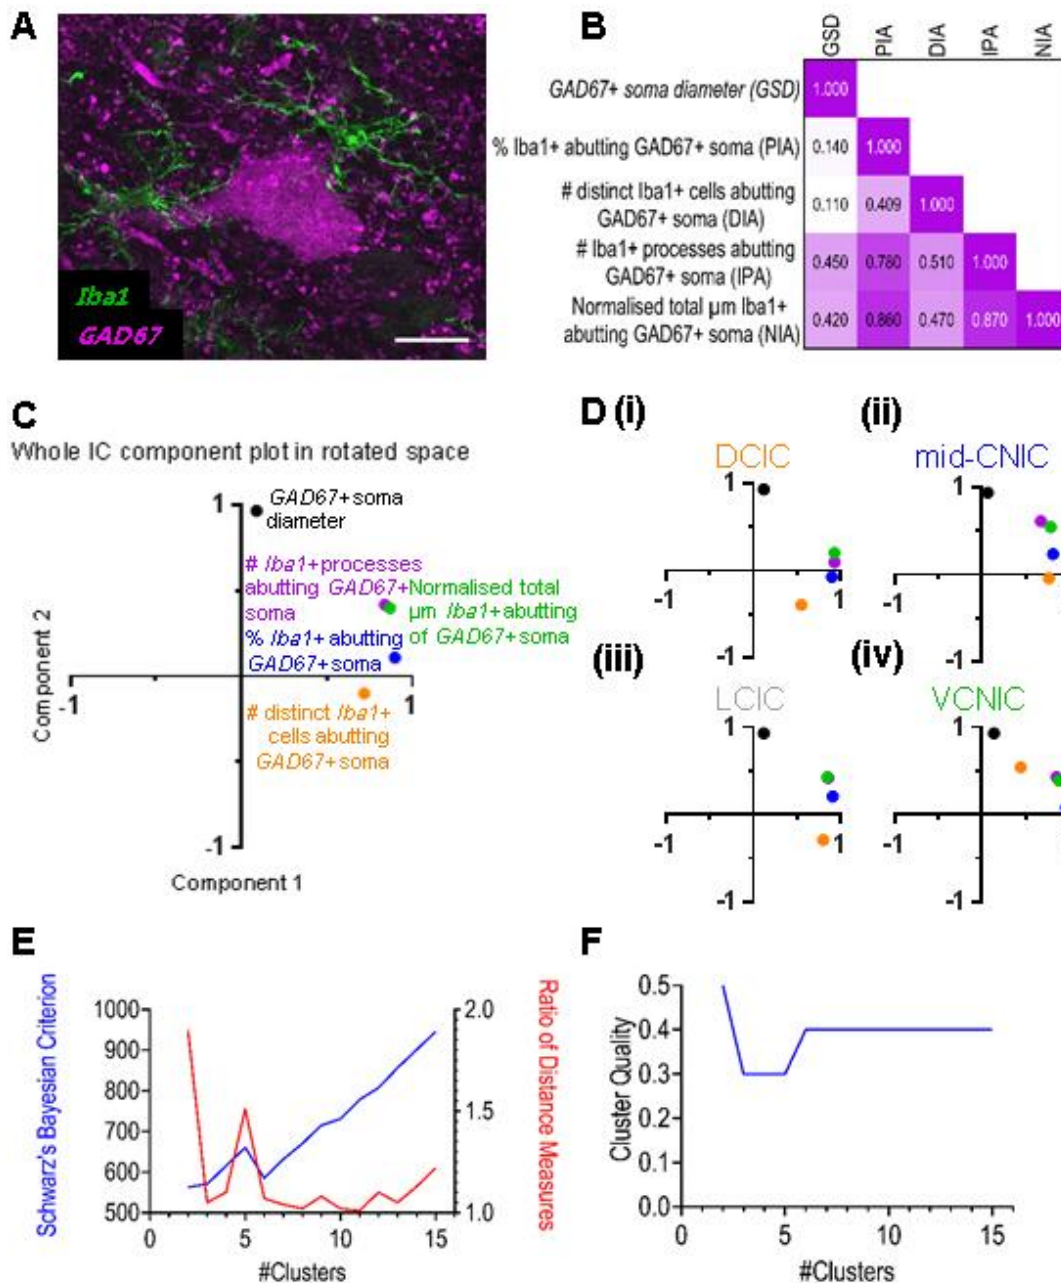 A
Iba1
GAD67
B
GSD
PIA
DIA
IPA
NIA
GAD67+ soma diameter (GSD)
1.000
% Iba1+ abutting GAD67+ soma (PIA)
0.140
1.000
# distinct Iba1+ cells abutting
GAD67+ soma (DIA)
0.110
0.409
1.000
# Iba1+ processes abutting
GAD67+ soma (IPA)
0.450
0.780
0.510
1.000
Normalised total µm Iba1+
abutting GAD67+ soma (NIA)
0.420
0.860
0.470
0.870
1.000
C
Whole IC component plot in rotated space
Component 2
1
GAD67+soma
diameter
# Iba1+processes
abutting GAD67+
soma
Normalised total
µm Iba1+abutting
of GAD67+soma
% Iba1+abutting
GAD67+soma
-1
1
# distinct Iba1+
cells abutting
GAD67+soma
-1
Component 1
D (i)
DCIC
1
-1
1
-1
(ii)
mid-CNIC
1
-1
-1
(iii)
LCIC
1
-1
1
-1
(iv)
VCNIC
1
-1
-1
E
Schwarz's Bayesian Criterion
1000
950
900
800
700
600
500
2.0
1.5
1.0
Ratio of Distance Measures
0
5
10
15
#Clusters
F
Cluster Quality
0.5
0.4
0.3
0.2
0.1
0.0
0
5
10
15
#Clusters